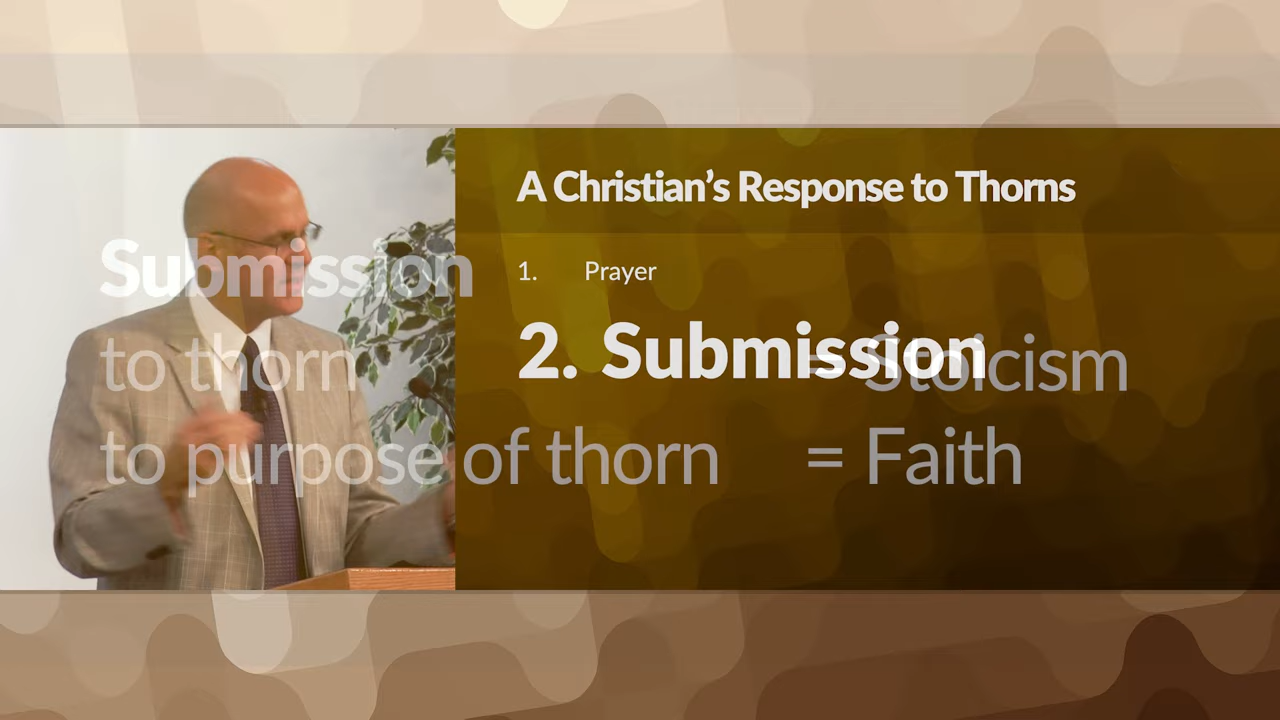 A Christian’s Response to Thorns
1. Prayer
2. Submission
Submission
to thorn = Stoicism
to purpose of thorn = Faith